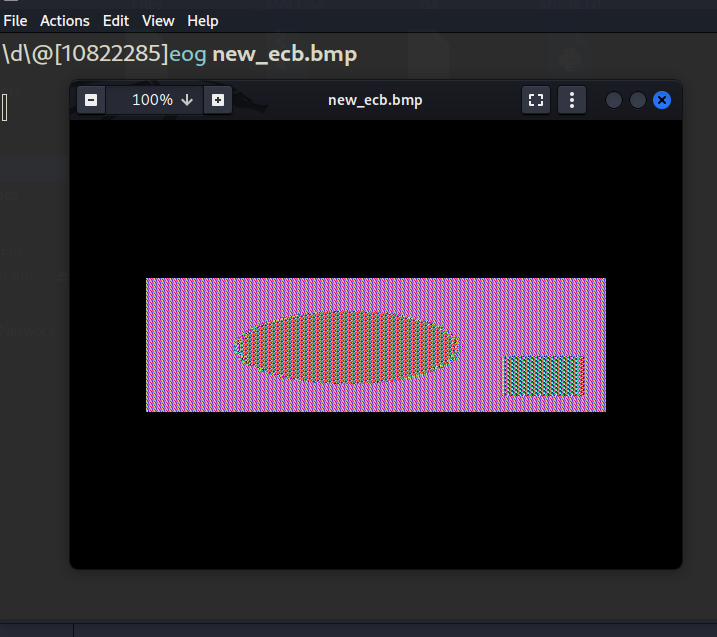 File Actions Edit View Help
\d\@[10822285]eog new_ecb.bmp
100% new_ecb.bmp